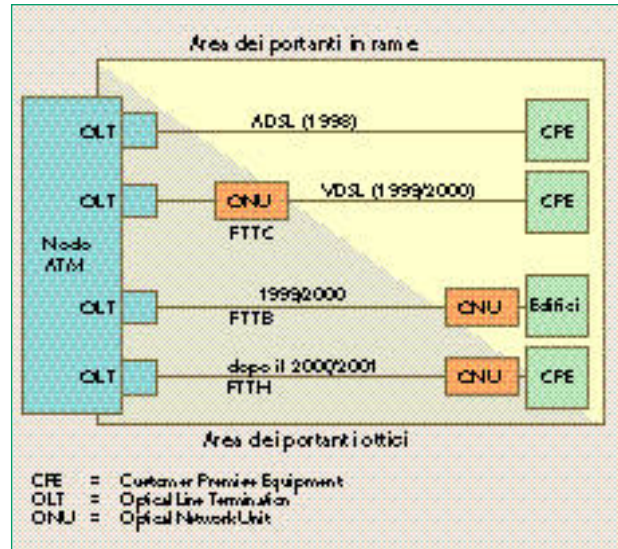 Area dei portanti in rame
OLT ADSL (1998) CPE
OLT ONU VDSL (1999/2000) CPE
FTTC
Nodo
ATM
1999/2000
OLT ONU Edifici
FTTB
dopo il 2000/2001
OLT ONU CPE
FTTH
Area dei portanti ottici
CPE = Customer Premier Equipment
OLT = Optical Line Termination
ONU = Optical Network Unit